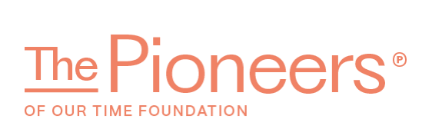 The Pioneers ℗
OF OUR TIME FOUNDATION